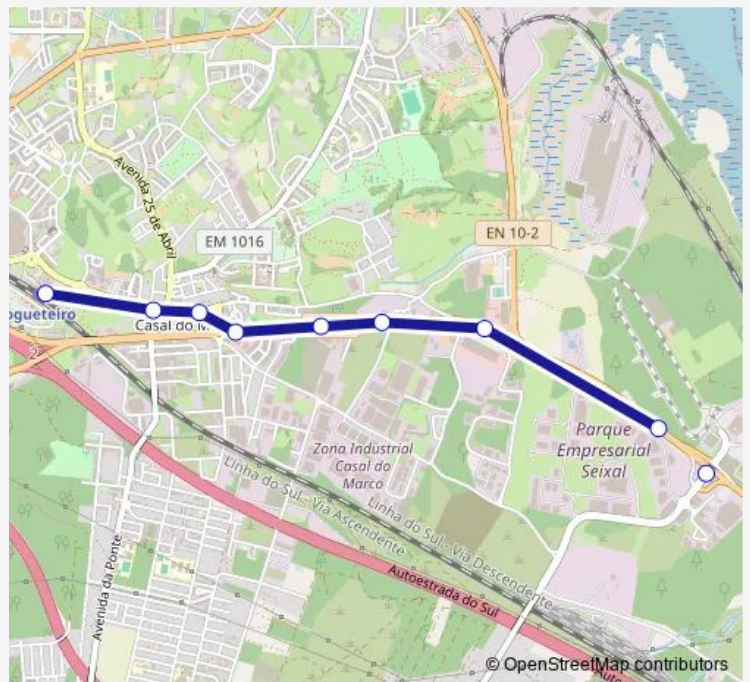 Avenida 25 de Abril
EM 1016
EN 10-2
ogueteiro
Casal do M
2
Parque
Empresarial
Seixal
Zona Industrial
Casal do
Marco
Linha do Sul - Via Ascendente
Linha do Sul - Via Descendente
Avenida da Ponte
Autoestrada do Sul
Auto
© OpenStreetMap contributors